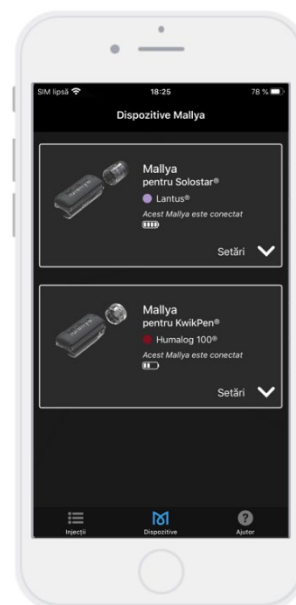 SIM lipsă 18:25 78 %
Dispozitive Mallya
Mallya
pentru Solostar®
Lantus®
Acest Mallya este conectat
Setări
Mallya
pentru KwikPen®
Humalog 100®
Acest Mallya este conectat
Setări
Injecții Dispozitive Ajutor